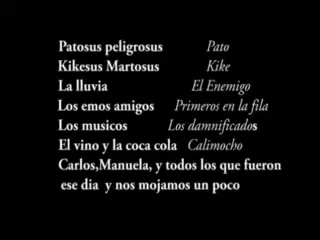 Patosus peligrosus Pato
Kikesus Martosus Kike
La lluvia El Enemigo
Los emos amigos Primeros en la fila
Los musicos Los damnificados
El vino y la coca cola Calimocho
Carlos,Manuela, y todos los que fueron
ese dia y nos mojamos un poco